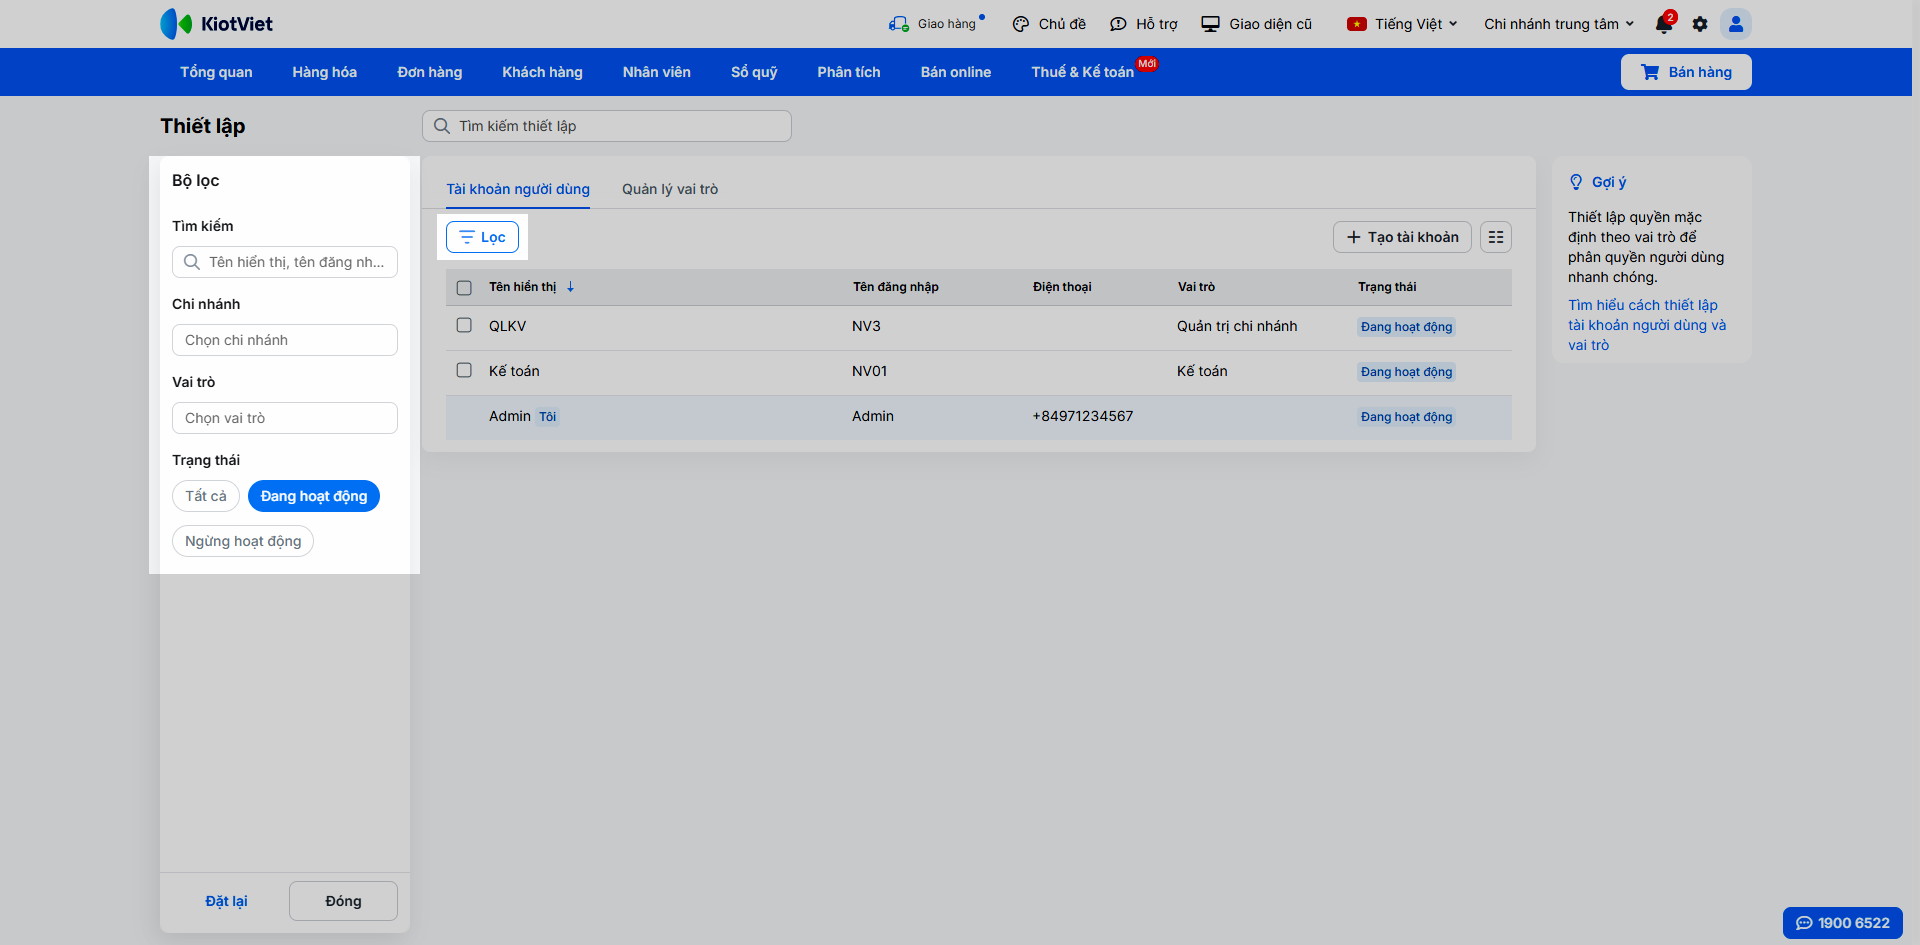 KiotViet
Giao hàng
Chủ đề
Hỗ trợ
Giao diện cũ
Tiếng Việt
Chi nhánh trung tâm
2
Tổng quan
Hàng hóa
Đơn hàng
Khách hàng
Nhân viên
Sổ quỹ
Phân tích
Bán online
Thuế & Kế toán
Mới
Bán hàng
Thiết lập
Tìm kiếm thiết lập
Bộ lọc
Tìm kiếm
Tên hiển thị, tên đăng nh...
Chi nhánh
Chọn chi nhánh
Vai trò
Chọn vai trò
Trạng thái
Tất cả
Đang hoạt động
Ngừng hoạt động
Đặt lại
Đóng
Tài khoản người dùng
Quản lý vai trò
Lọc
Tạo tài khoản
Tên hiển thị
Tên đăng nhập
Điện thoại
Vai trò
Trạng thái
QLKV
NV3
Quản trị chi nhánh
Đang hoạt động
Kế toán
NV01
Kế toán
Đang hoạt động
Admin
Tôi
Admin
+84971234567
Đang hoạt động
Gợi ý
Thiết lập quyền mặc
định theo vai trò để
phân quyền người dùng
nhanh chóng.
Tìm hiểu cách thiết lập
tài khoản người dùng và
vai trò
1900 6522